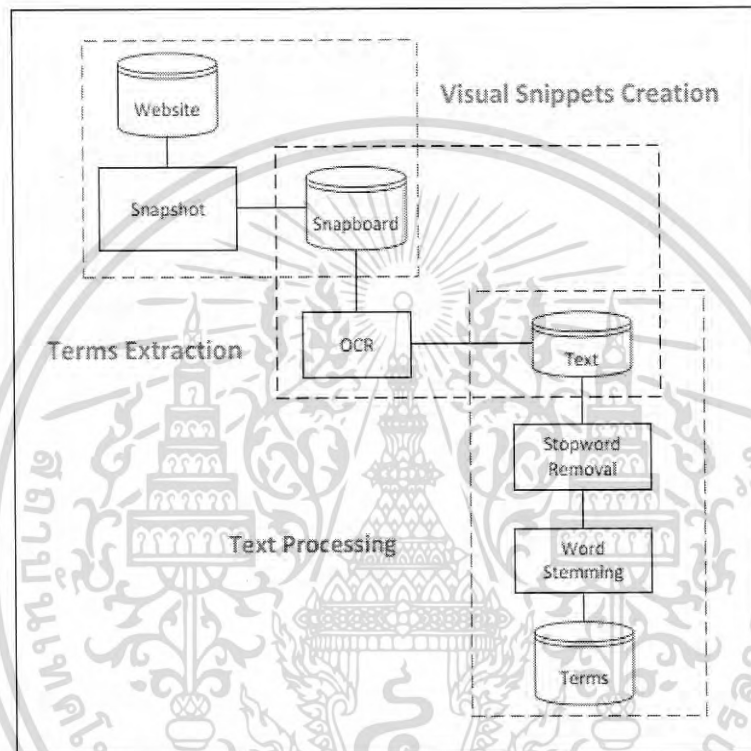 Website
Visual Snippets Creation
Snapshot
Snapboard
Terms Extraction
OCR
Text
Stopword
Removal
Text Processing
Word
Stemming
Terms